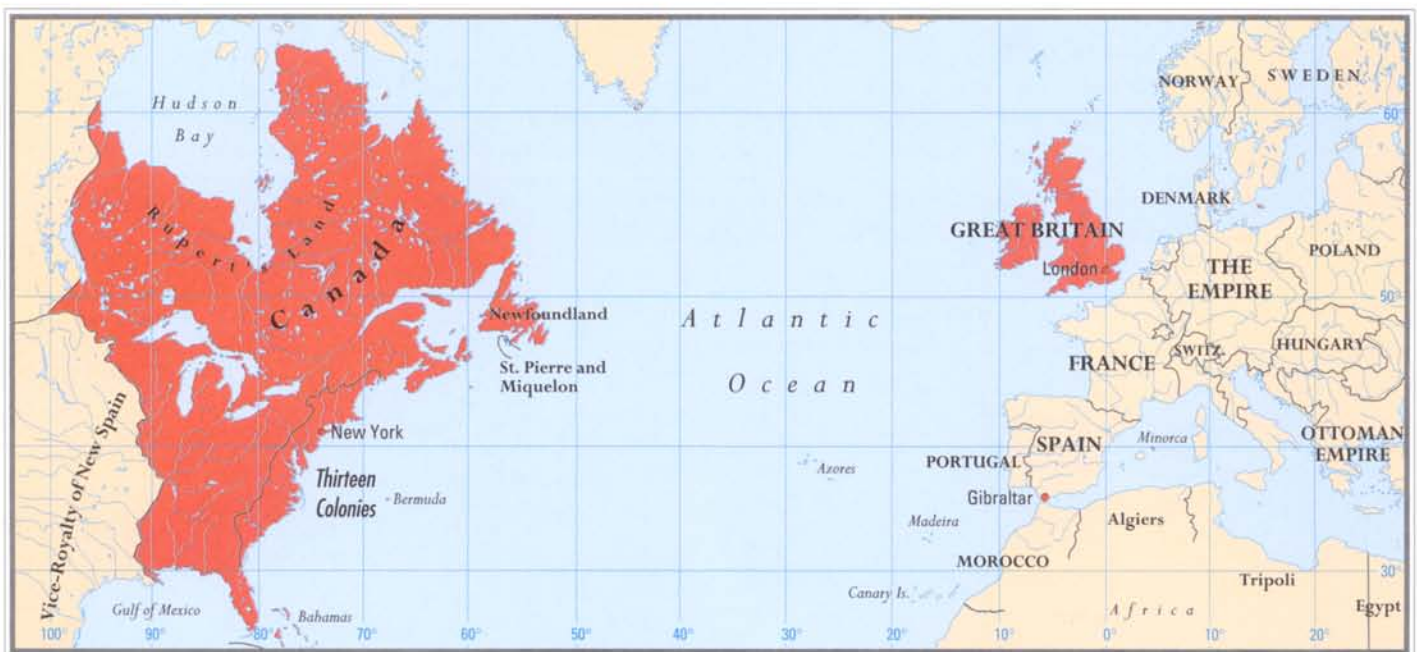 Hudson
Bay
Rupert's Land
Canada
Newfoundland
St. Pierre and
Miquelon
New York
Thirteen
Colonies
Bermuda
Vice-Royalty of New Spain
Gulf of Mexico
Bahamas
Atlantic
Ocean
NORWAY
SWEDEN
60°
DENMARK
GREAT BRITAIN
London
POLAND
THE
EMPIRE
50°
FRANCE
SWITZ.
HUNGARY
SPAIN
Minorca
OTTOMAN
EMPIRE
Azores
PORTUGAL
Gibraltar
Madeira
Algiers
MOROCCO
30°
Canary Is.
Tripoli
Africa
Egypt
100°
90°
80°
70°
60°
50°
40°
30°
20°
10°
0°
10°
20°